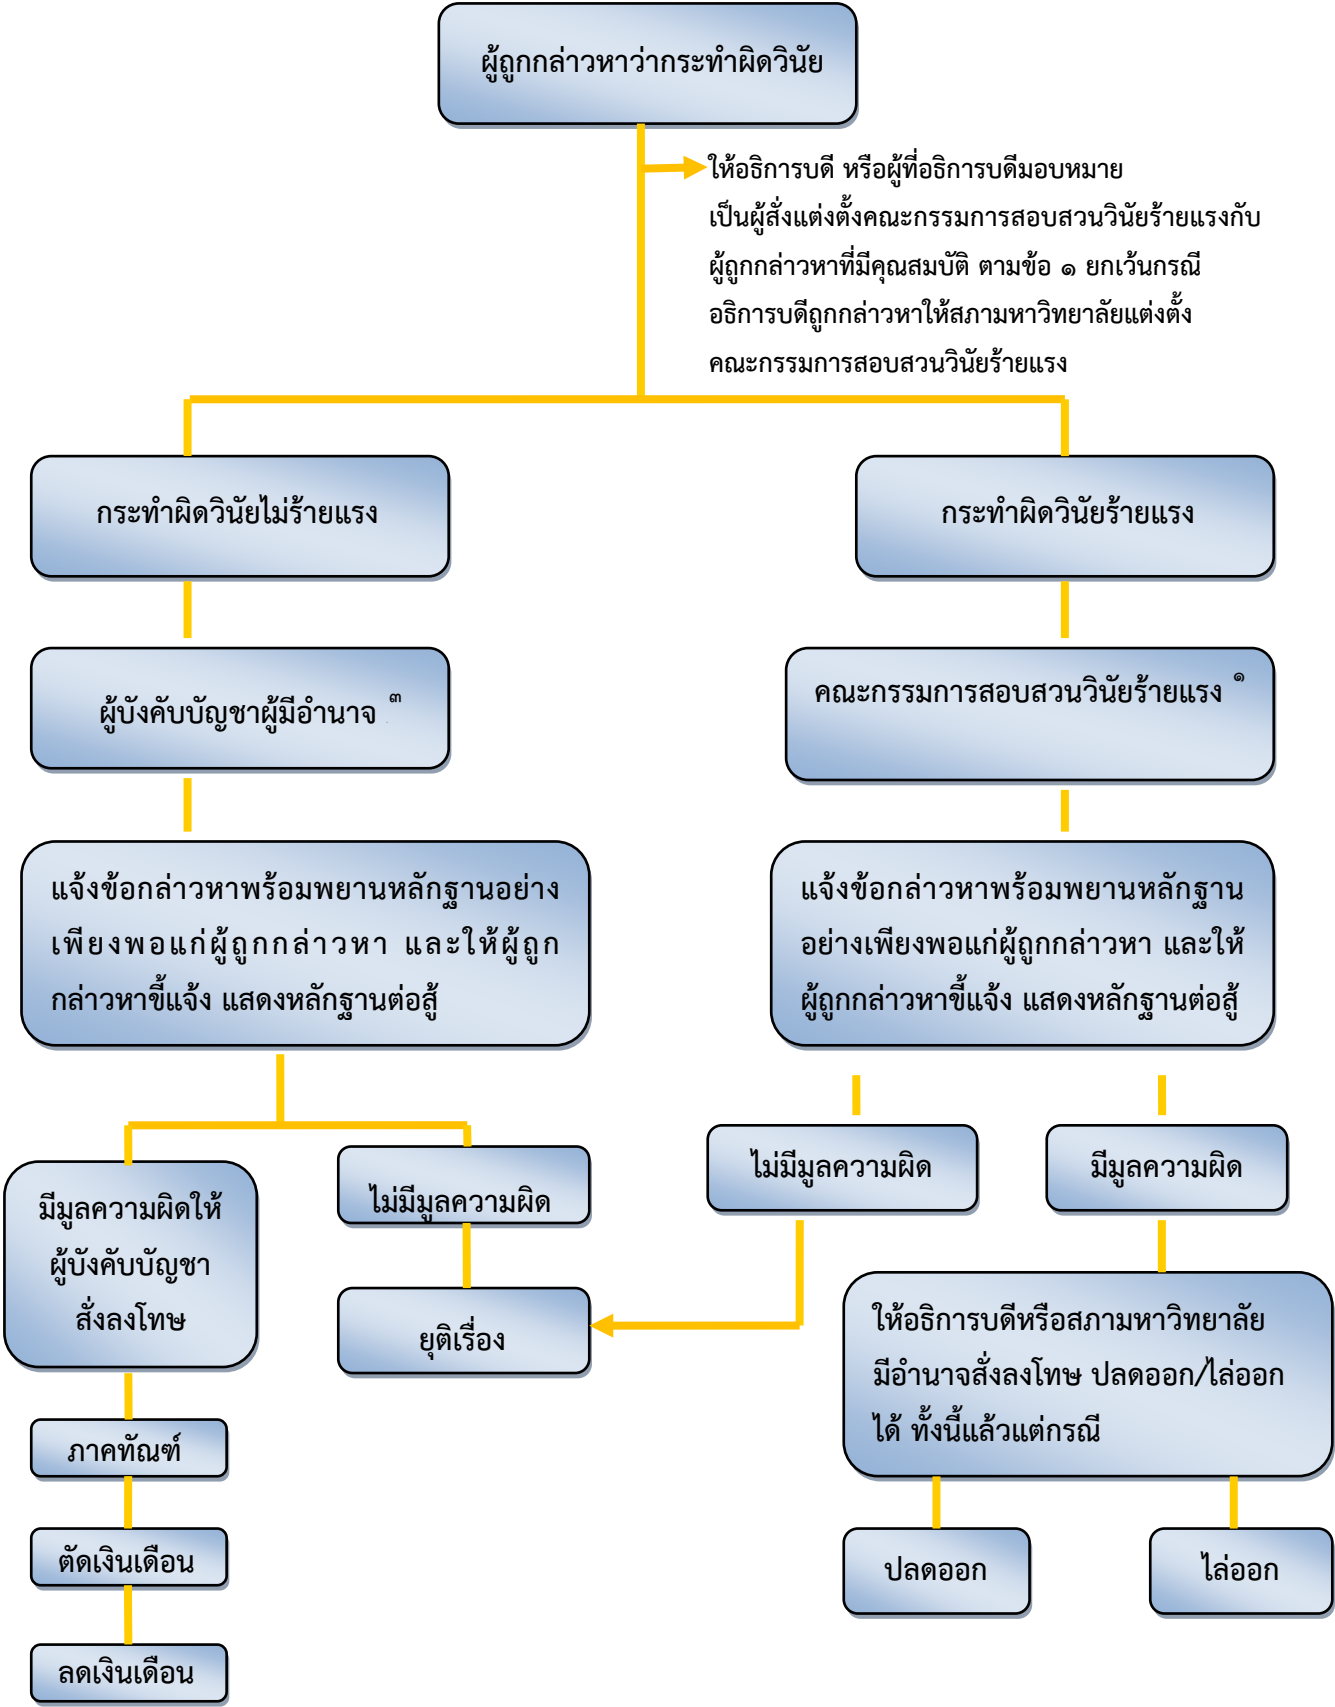 ผู้ถูกกล่าวหาว่ากระทำผิดวินัย
ให้อธิการบดี หรือผู้ที่อธิการบดีมอบหมาย
เป็นผู้สั่งแต่งตั้งคณะกรรมการสอบสวนวินัยร้ายแรงกับ
ผู้ถูกกล่าวหาที่มีคุณสมบัติ ตามข้อ ๑ ยกเว้นกรณี
อธิการบดีถูกกล่าวหาให้สภามหาวิทยาลัยแต่งตั้ง
คณะกรรมการสอบสวนวินัยร้ายแรง
กระทำผิดวินัยไม่ร้ายแรง
กระทำผิดวินัยร้ายแรง
ผู้บังคับบัญชาผู้มีอำนาจ ๓
คณะกรรมการสอบสวนวินัยร้ายแรง ๑
แจ้งข้อกล่าวหาพร้อมพยานหลักฐานอย่าง
เพียงพอแก่ผู้ถูกกล่าวหา และให้ผู้ถูก
กล่าวหาขี้แจ้ง แสดงหลักฐานต่อสู้
แจ้งข้อกล่าวหาพร้อมพยานหลักฐาน
อย่างเพียงพอแก่ผู้ถูกกล่าวหา และให้
ผู้ถูกกล่าวหาขี้แจ้ง แสดงหลักฐานต่อสู้
มีมูลความผิดให้
ผู้บังคับบัญชา
สั่งลงโทษ
ไม่มีมูลความผิด
ไม่มีมูลความผิด
มีมูลความผิด
ยุติเรื่อง
ให้อธิการบดีหรือสภามหาวิทยาลัย
มีอำนาจสั่งลงโทษ ปลดออก/ไล่ออก
ได้ ทั้งนี้แล้วแต่กรณี
ภาคทัณฑ์
ตัดเงินเดือน
ลดเงินเดือน
ปลดออก
ไล่ออก